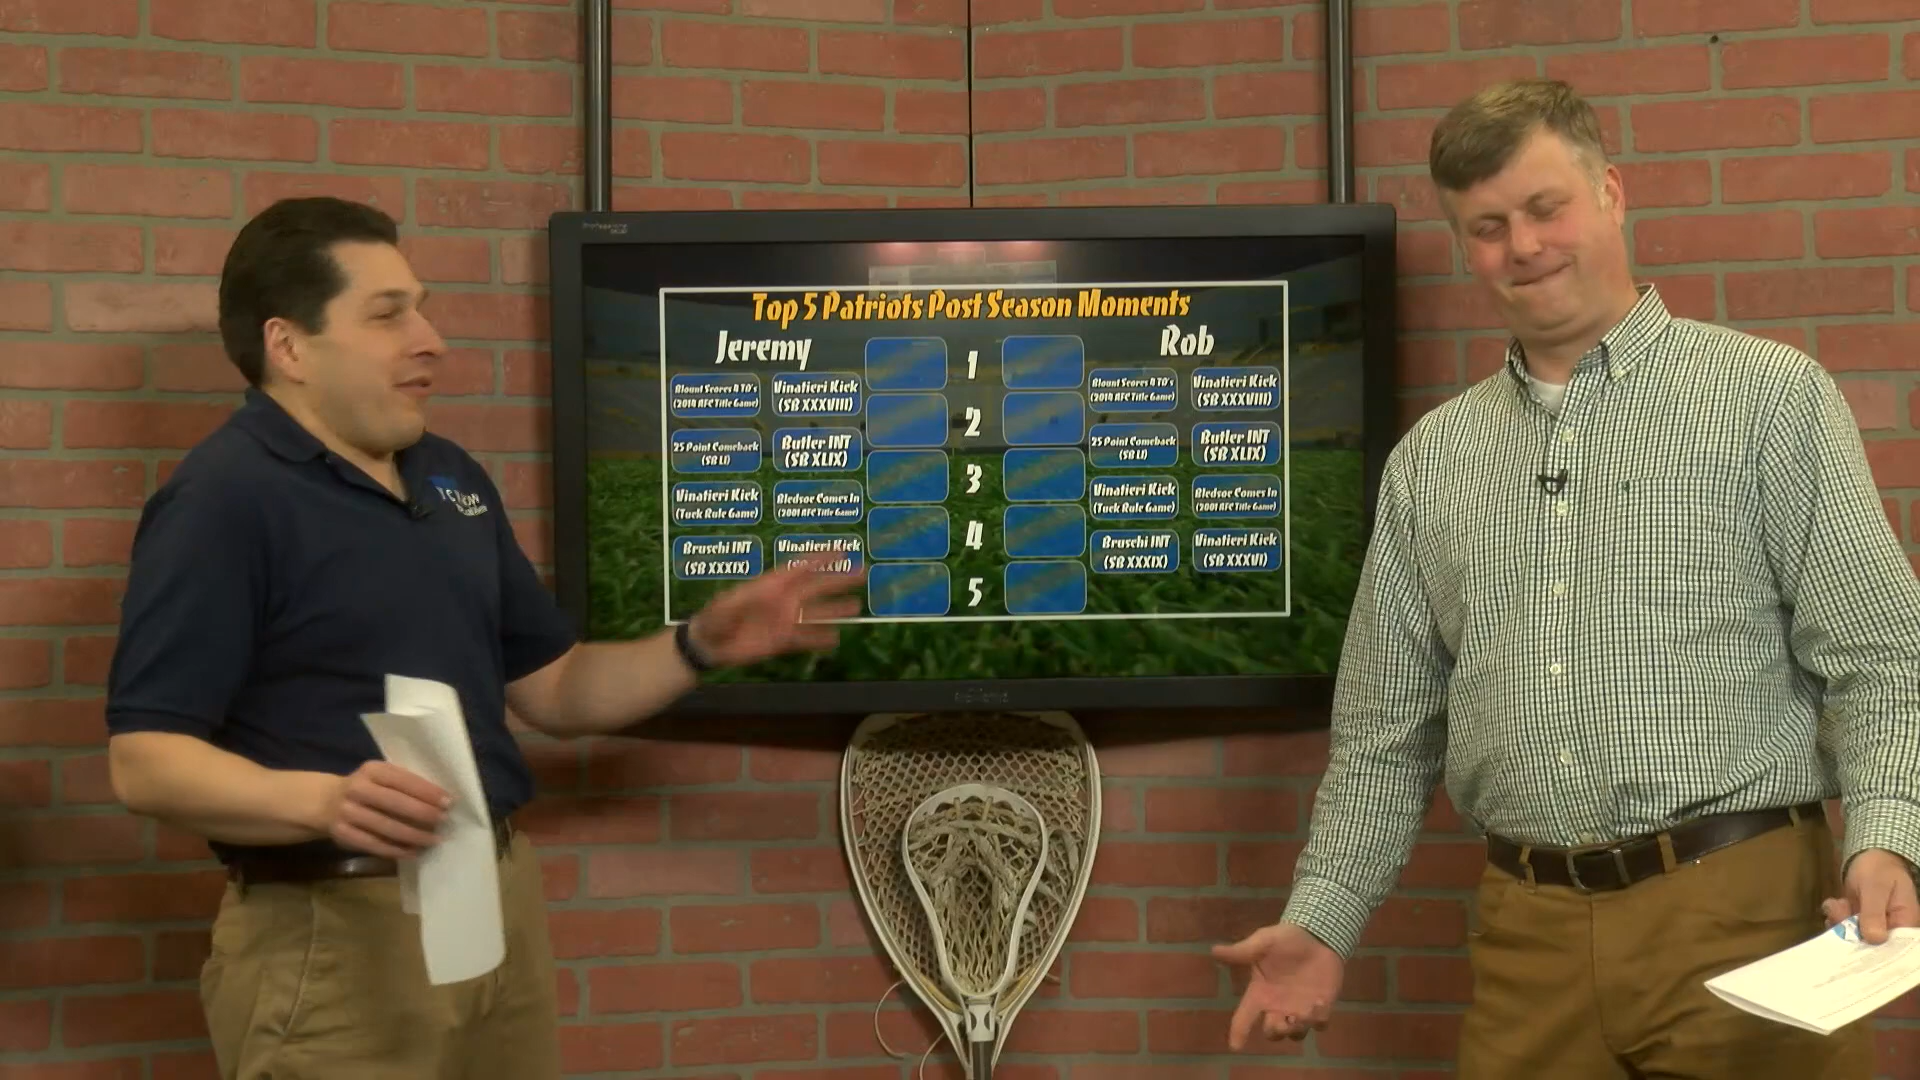 Top 5 Patriots Post Season Moments
Jeremy
Rob
Blount Scores 4 TD's
(2014 AFC Title Game)
Vinatieri Kick
(SB XXXVIII)
25 Point Comeback
(SB LI)
Butler INT
(SB XLIX)
Vinatieri Kick
(Tuck Rule Game)
Bledsoe Comes In
(2001 AFC Title Game)
Bruschi INT
(SB XXXIX)
Vinatieri Kick
(SB XXXVI)
1
2
3
4
5
Blount Scores 4 TD's
(2014 AFC Title Game)
Vinatieri Kick
(SB XXXVIII)
25 Point Comeback
(SB LI)
Butler INT
(SB XLIX)
Vinatieri Kick
(Tuck Rule Game)
Bledsoe Comes In
(2001 AFC Title Game)
Bruschi INT
(SB XXXIX)
Vinatieri Kick
(SB XXXVI)